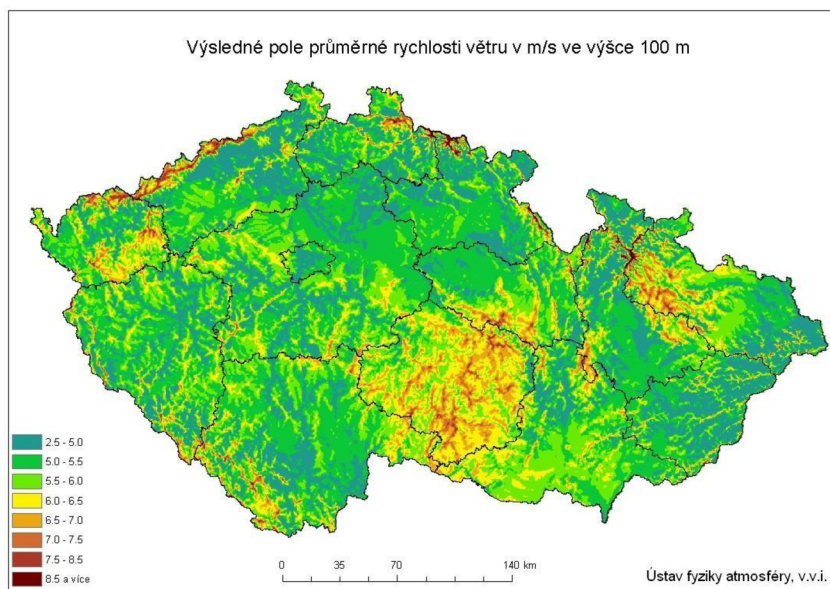 Výsledné pole průměrné rychlosti větru v m/s ve výšce 100 m
2.5 - 5.0
5.0 - 5.5
5.5 - 6.0
6.0 - 6.5
6.5 - 7.0
7.0 - 7.5
7.5 - 8.5
8.5 a více
0 35 70 140 km
Ústav fyziky atmosféry, v.v.i.